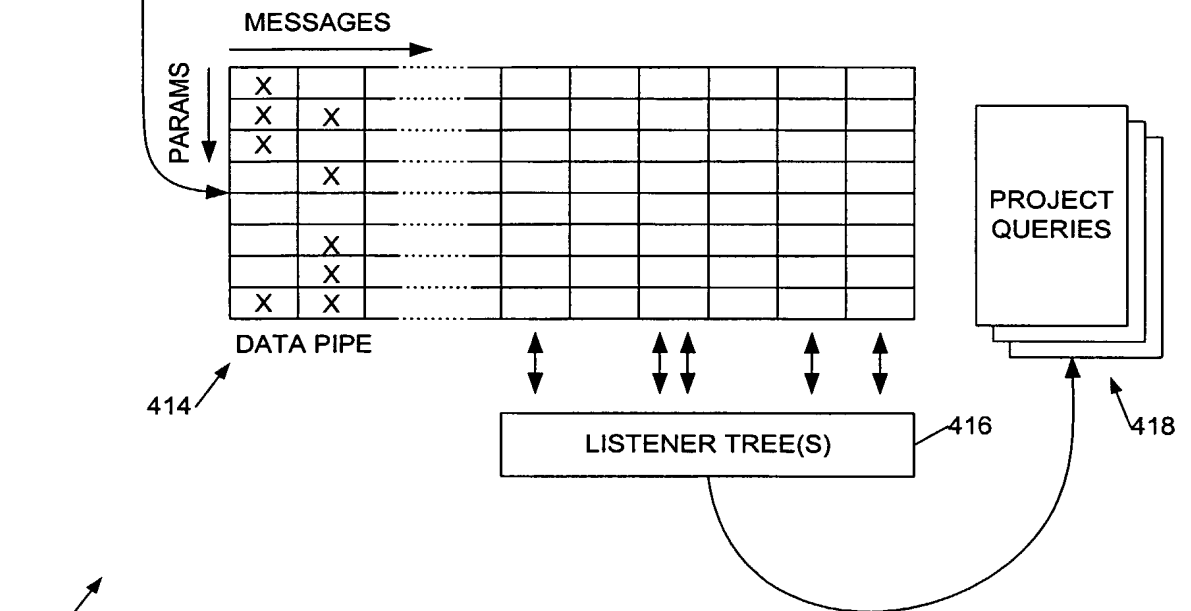 MESSAGES
PARAMS
X
X X
X
X
X
X
X X
DATA PIPE
414
LISTENER TREE(S)
416
PROJECT
QUERIES
418